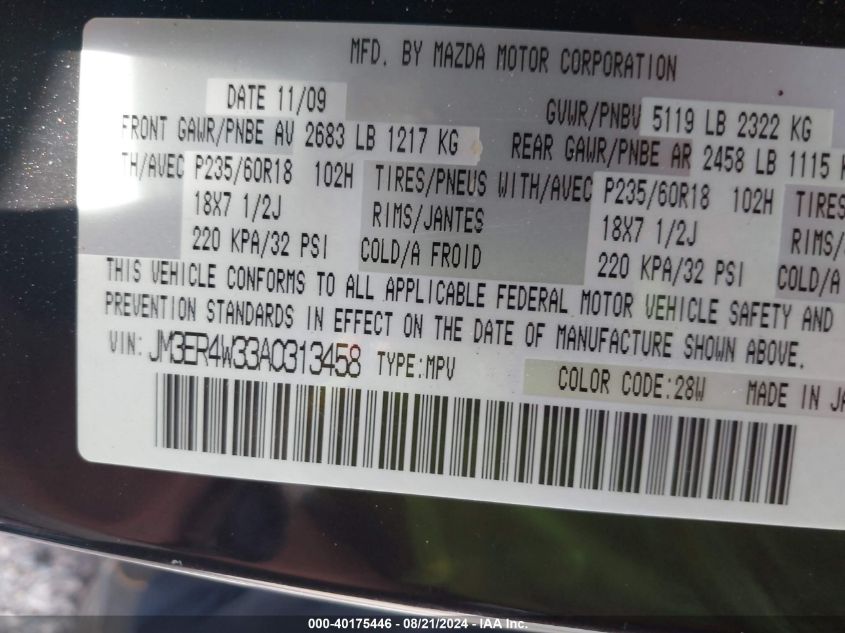 MFD. BY MAZDA MOTOR CORPORATION
DATE 11/09
GVWR/PNBV 5119 LB 2322 KG
FRONT GAWR/PNBE AV 2683 LB 1217 KG
REAR GAWR/PNBE AR 2458 LB 1115 K
TH/AVEC P235/60R18 102H TIRES/PNEUS WITH/AVEC P235/60R18 102H TIRES
18X7 1/2J RIMS/JANTES 18X7 1/2J RIMS/
220 KPA/32 PSI COLD/A FROID 220 KPA/32 PSI COLD/A
THIS VEHICLE CONFORMS TO ALL APPLICABLE FEDERAL MOTOR VEHICLE SAFETY AND
PREVENTION STANDARDS IN EFFECT ON THE DATE OF MANUFACTURE SHOWN ABOVE.
VIN: JM3ER4W33A0313458 TYPE:MPV
COLOR CODE:28W MADE IN JA
000-40175446 - 08/21/2024 - IAA Inc.